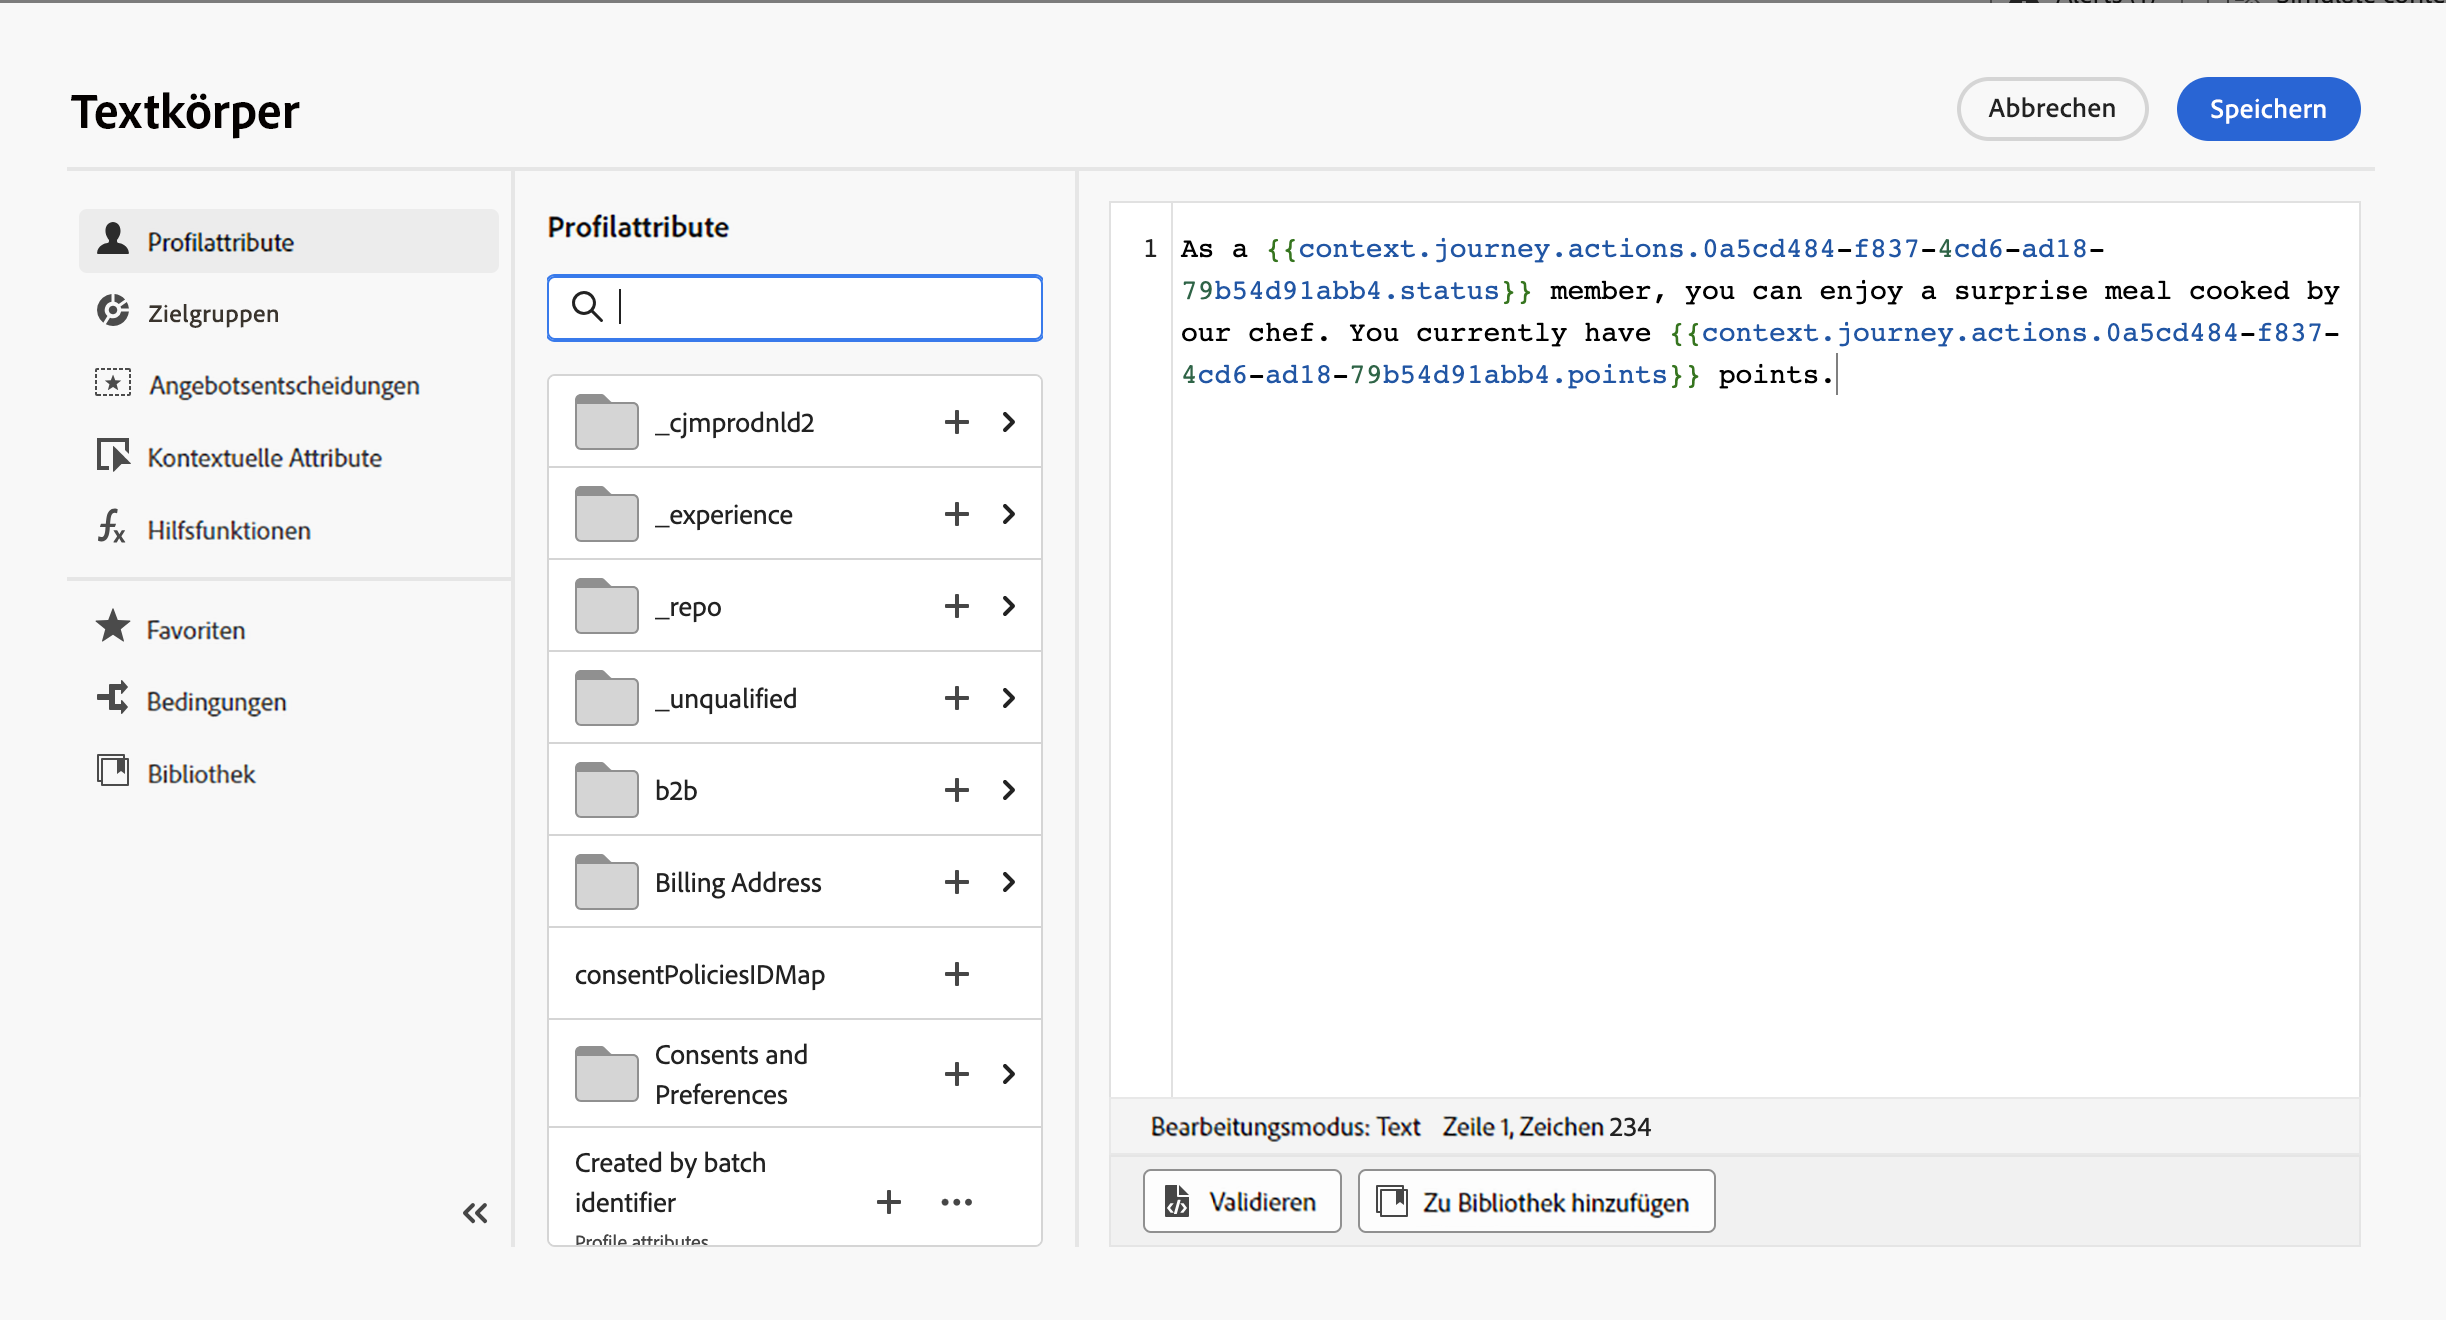 Textkörper
Abbrechen
Speichern
Profilattribute
Zielgruppen
Angebotsentscheidungen
Kontextuelle Attribute
Hilfsfunktionen
Favoriten
Bedingungen
Bibliothek
Profilattribute
_cjmprodnld2
_experience
_repo
_unqualified
b2b
Billing Address
consentPoliciesIDMap
Consents and
Preferences
Created by batch
identifier
Profile attributes
1
As a {{context.journey.actions.0a5cd484-f837-4cd6-ad18-
79b54d91abb4.status}} member, you can enjoy a surprise meal cooked by
our chef. You currently have {{context.journey.actions.0a5cd484-f837-
4cd6-ad18-79b54d91abb4.points}} points.
Bearbeitungsmodus: Text Zeile 1, Zeichen 234
Validieren
Zu Bibliothek hinzufügen